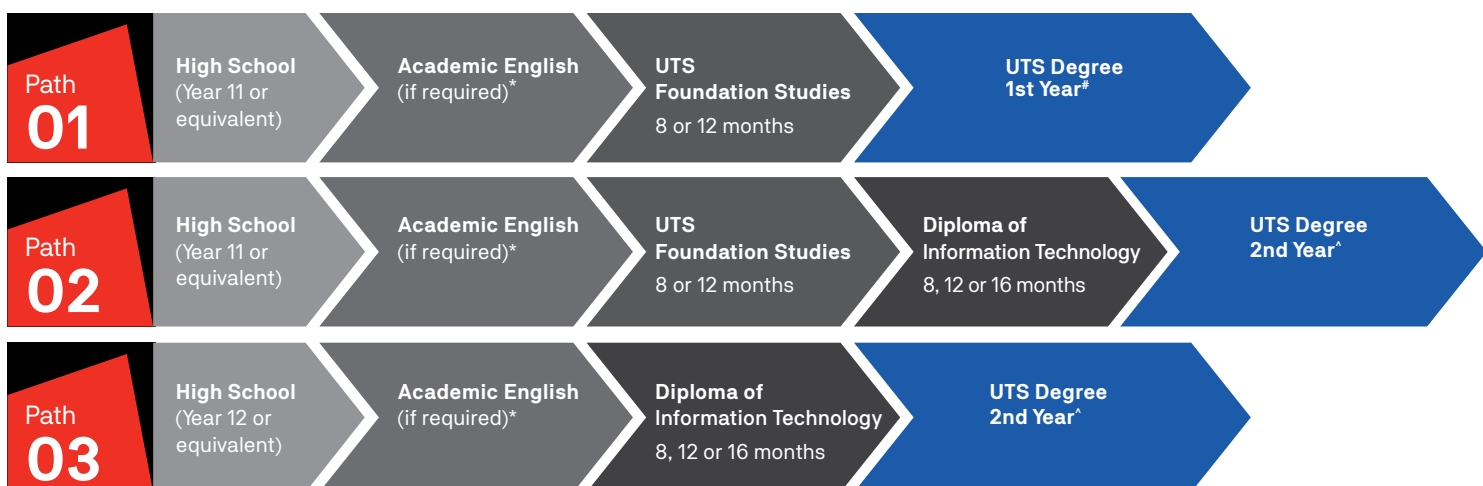 Path
01
High School
(Year 11 or
equivalent)
Academic English
(if required)*
UTS
Foundation Studies
8 or 12 months
UTS Degree
1st Year#
Path
02
High School
(Year 11 or
equivalent)
Academic English
(if required)*
UTS
Foundation Studies
8 or 12 months
Diploma of
Information Technology
8, 12 or 16 months
UTS Degree
2nd Year^
Path
03
High School
(Year 12 or
equivalent)
Academic English
(if required)*
Diploma of
Information Technology
8, 12 or 16 months
UTS Degree
2nd Year^